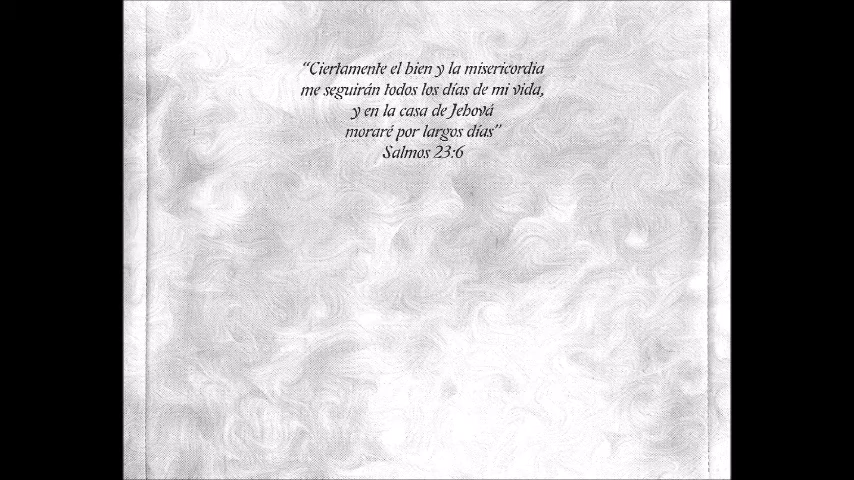 “Ciertamente el bien y la misericordia
me seguirán todos los días de mi vida,
y en la casa de Jehová
moraré por largos días”
Salmos 23:6